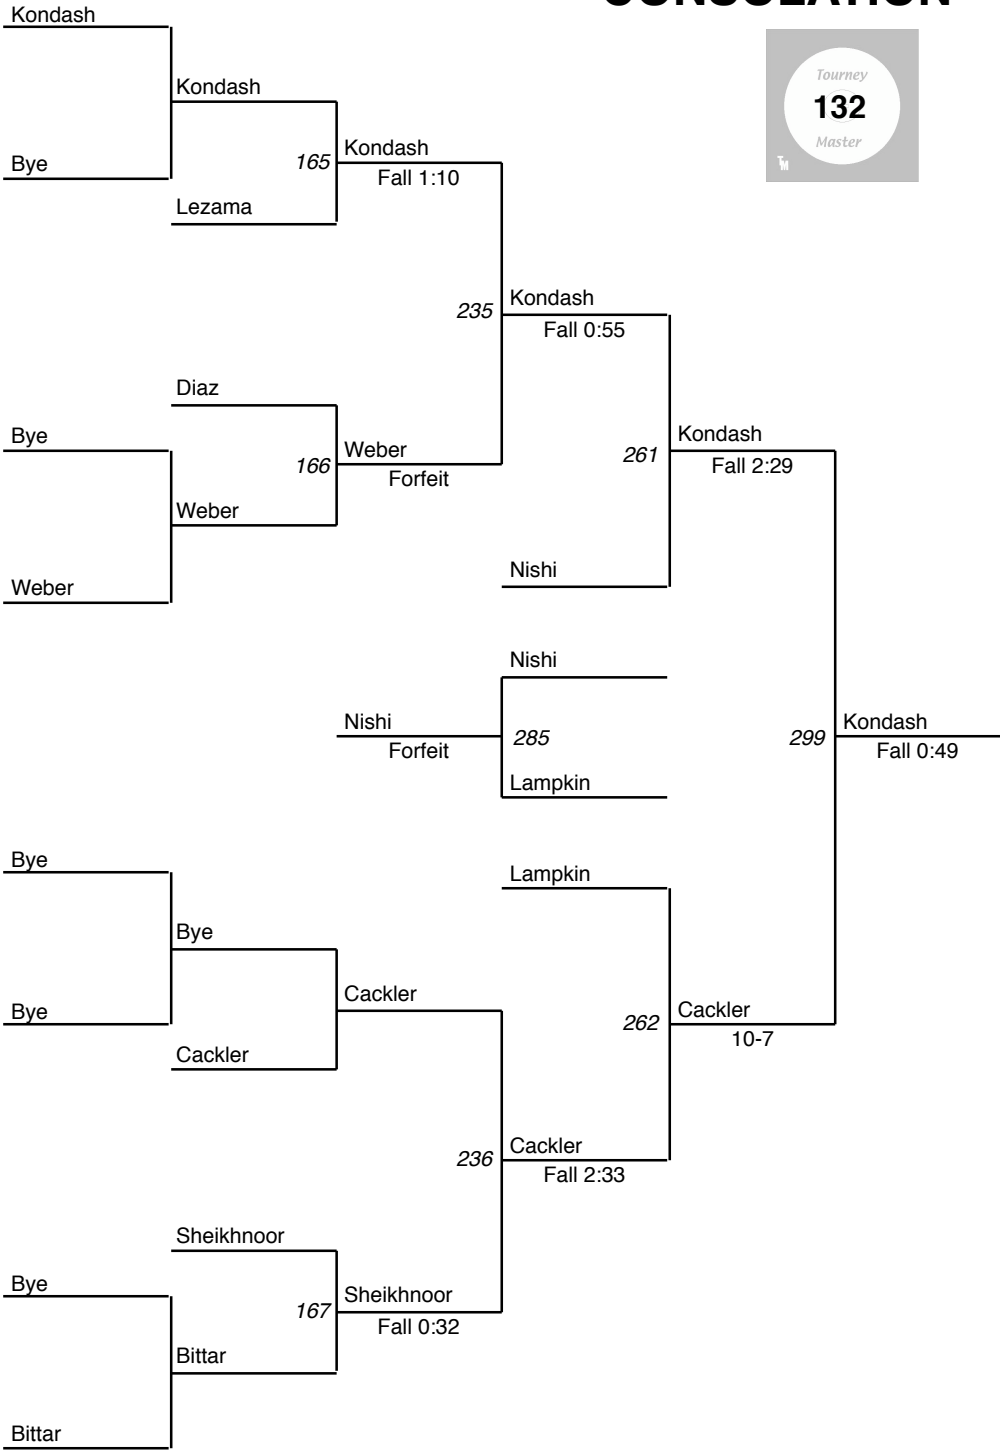 CONSOLATION
Kondash
Tourney
132
Master
TM
Kondash
Kondash
165
Fall 1:10
Bye
Lezama
Kondash
235
Fall 0:55
Diaz
Bye
Kondash
Weber
261
166
Fall 2:29
Forfeit
Weber
Nishi
Weber
Nishi
Nishi
Kondash
285
299
Forfeit
Fall 0:49
Lampkin
Bye
Lampkin
Bye
Cackler
Bye
Cackler
262
10-7
Cackler
Cackler
236
Fall 2:33
Sheikhnoor
Bye
Sheikhnoor
167
Fall 0:32
Bittar
Bittar